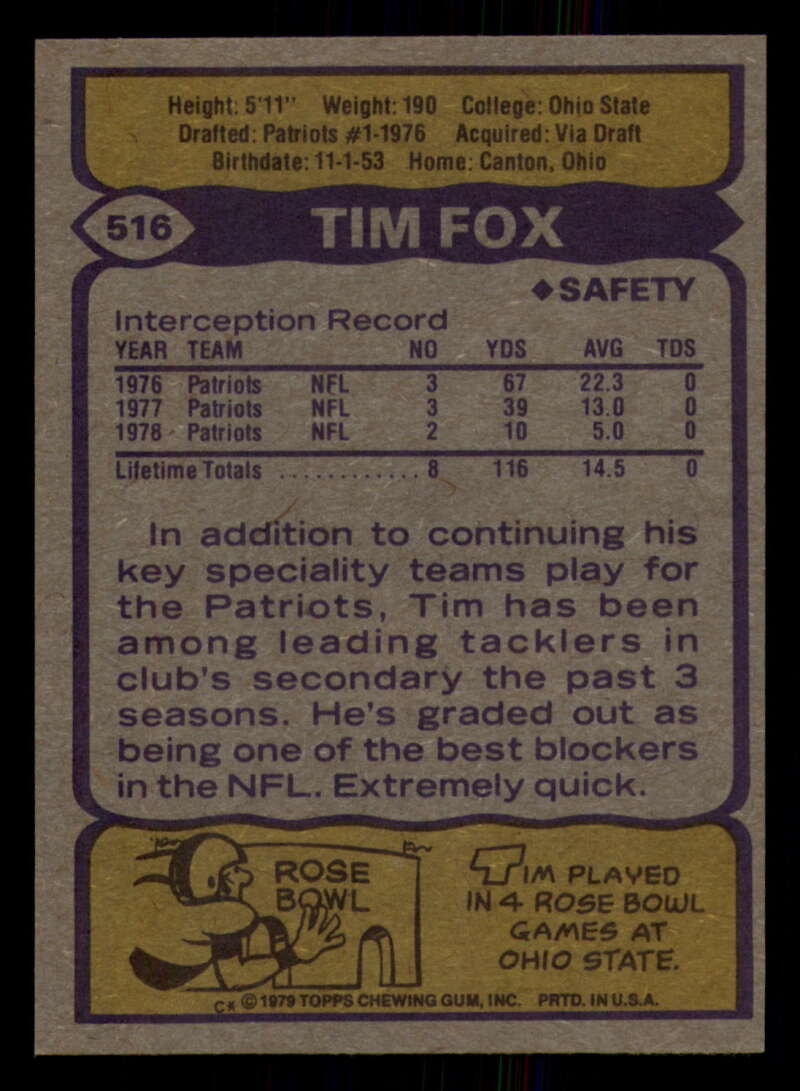 Height: 5'11" Weight: 190 College: Ohio State
Drafted: Patriots #1-1976 Acquired: Via Draft
Birthdate: 11-1-53 Home: Canton, Ohio
516 TIM FOX
◆SAFETY
Interception Record
YEAR TEAM NO YDS AVG TDS
1976 Patriots NFL 3 67 22.3 0
1977 Patriots NFL 3 39 13.0 0
1978 Patriots NFL 2 10 5.0 0
Lifetime Totals ............ 8 116 14.5 0
In addition to continuing his
key speciality teams play for
the Patriots, Tim has been
among leading tacklers in
club's secondary the past 3
seasons. He's graded out as
being one of the best blockers
in the NFL. Extremely quick.
ROSE
BOWL
TIM PLAYED
IN 4 ROSE BOWL
GAMES AT
OHIO STATE.
C* © 1979 TOPPS CHEWING GUM, INC. PRTD. IN U.S.A.